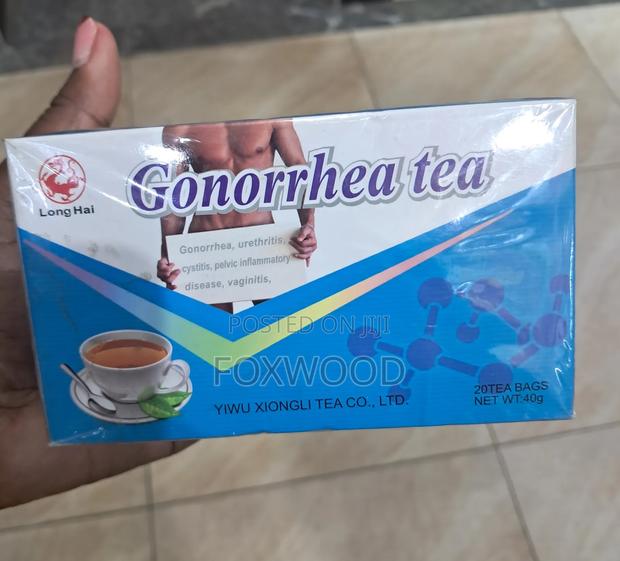 Gonorrhea tea
Long Hai
Gonorrhea, urethritis,
cystitis, pelvic inflammatory
disease, vaginitis,
POSTED ON JIJI
FOXWOOD
20TEA BAGS
NET WT:40g
YIWU XIONGLI TEA CO., LTD.